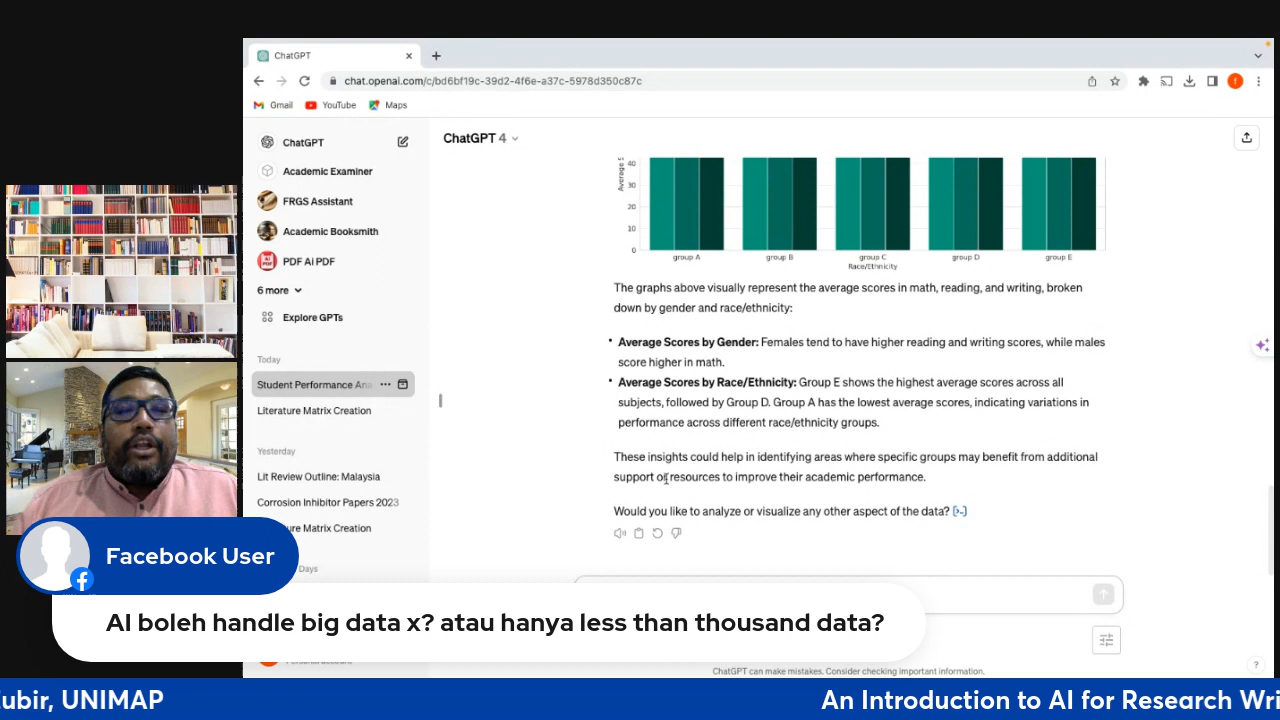 ChatGPT
chat.openai.com/c/bd6bf19c-39d2-4f6e-a37c-5978d350c87c
Gmail YouTube Maps
ChatGPT
Academic Examiner
FRGS Assistant
Academic Booksmith
PDF Ai PDF
6 more
Explore GPTs
Today
Student Performance Ana
Literature Matrix Creation
Yesterday
Lit Review Outline: Malaysia
Corrosion Inhibitor Papers 2023
ure Matrix Creation
Days
ChatGPT 4
Average S
40
30
20
10
0
group A group B group C group D group E
Race/Ethnicity
The graphs above visually represent the average scores in math, reading, and writing, broken
down by gender and race/ethnicity:
• Average Scores by Gender: Females tend to have higher reading and writing scores, while males
score higher in math.
• Average Scores by Race/Ethnicity: Group E shows the highest average scores across all
subjects, followed by Group D. Group A has the lowest average scores, indicating variations in
performance across different race/ethnicity groups.
These insights could help in identifying areas where specific groups may benefit from additional
support or resources to improve their academic performance.
Would you like to analyze or visualize any other aspect of the data? [>-]
ChatGPT can make mistakes. Consider checking important information.
?
Facebook User
AI boleh handle big data x? atau hanya less than thousand data?
ubir, UNIMAP
An Introduction to AI for Research Wri